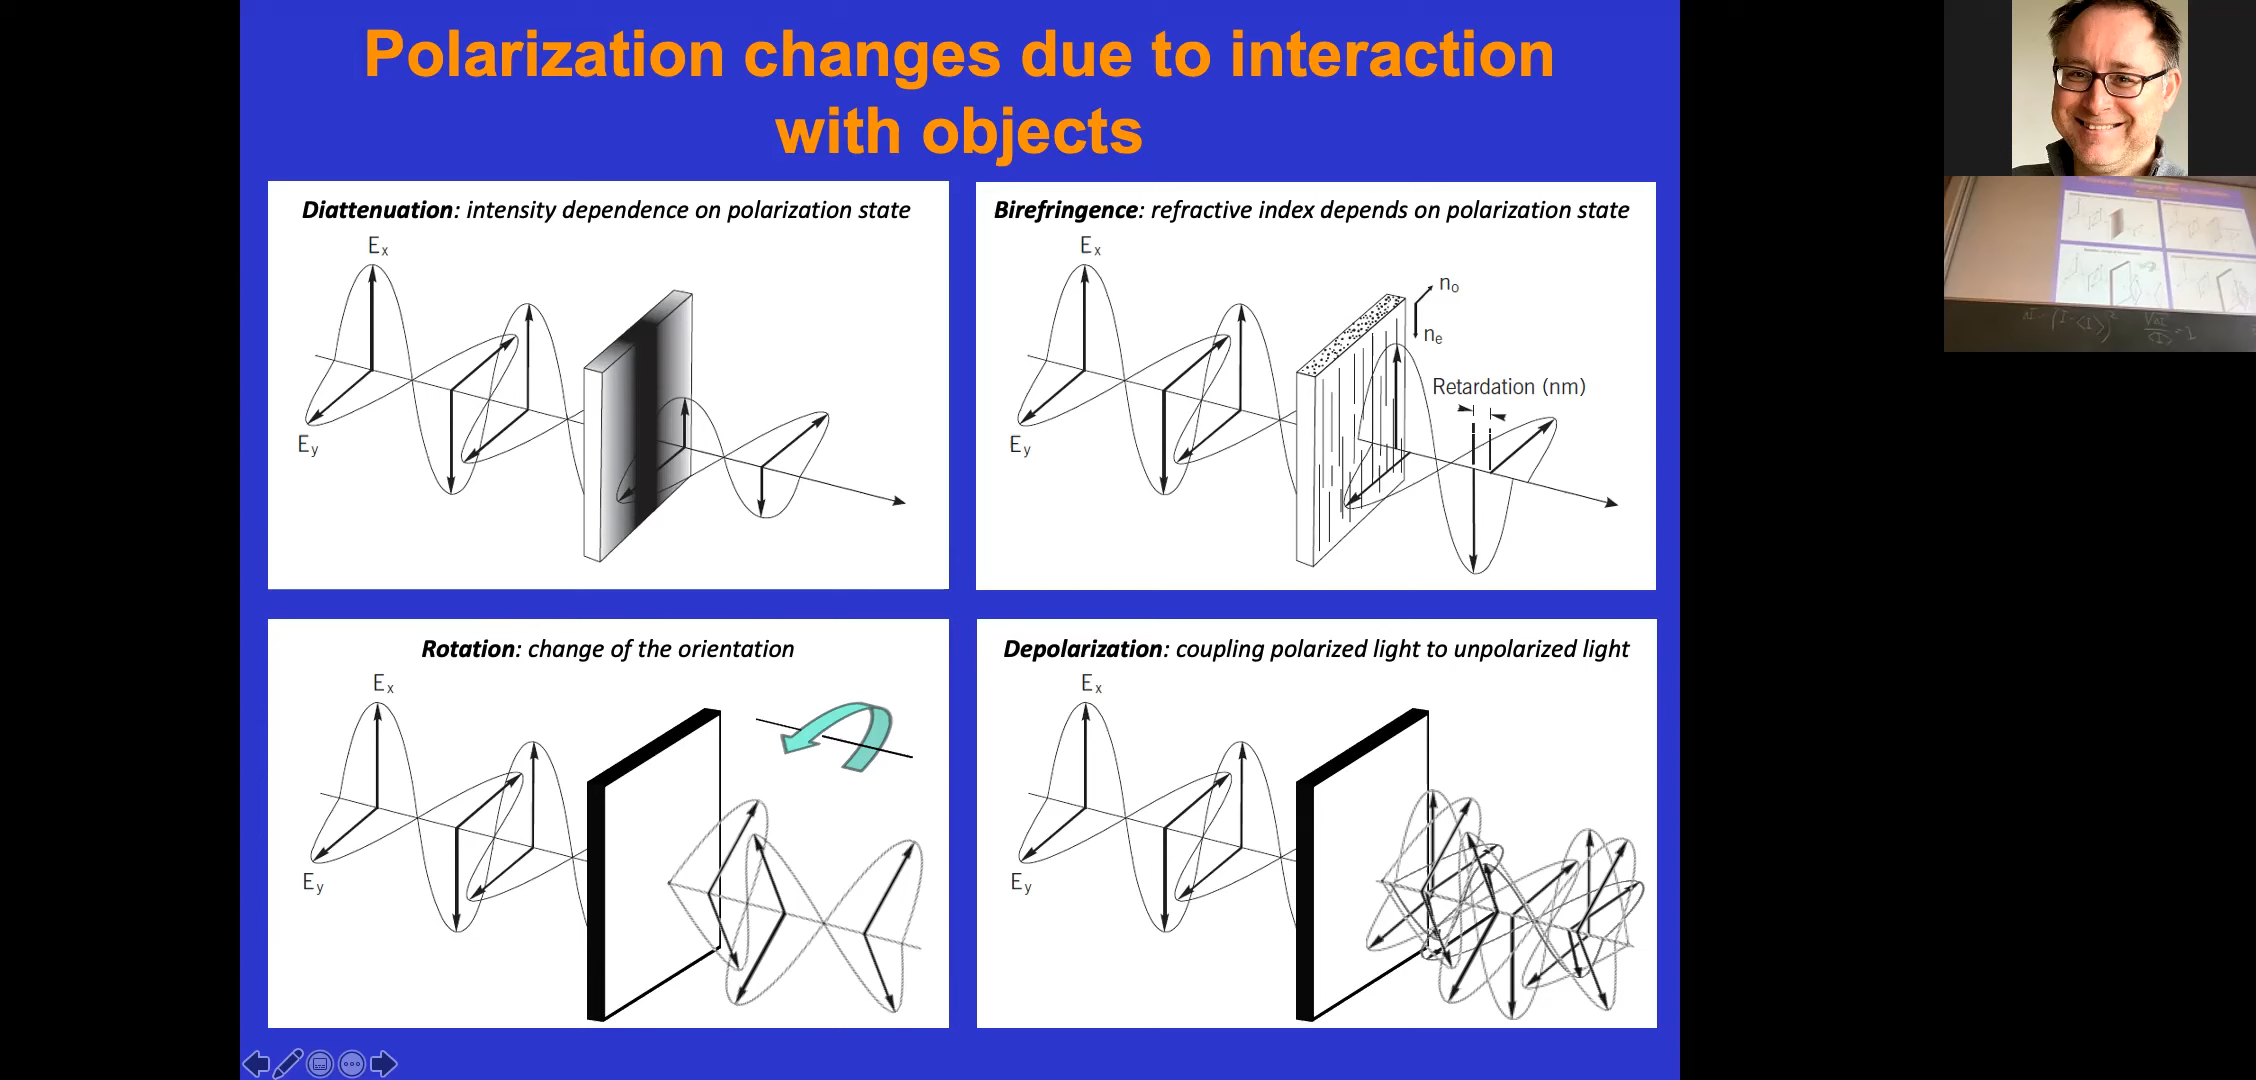 Polarization changes due to interaction
with objects
Diattenuation: intensity dependence on polarization state
Ex
Ey
Birefringence: refractive index depends on polarization state
Ex
no
ne
Retardation (nm)
Ey
Rotation: change of the orientation
Ex
Ey
Depolarization: coupling polarized light to unpolarized light
Ex
Ey